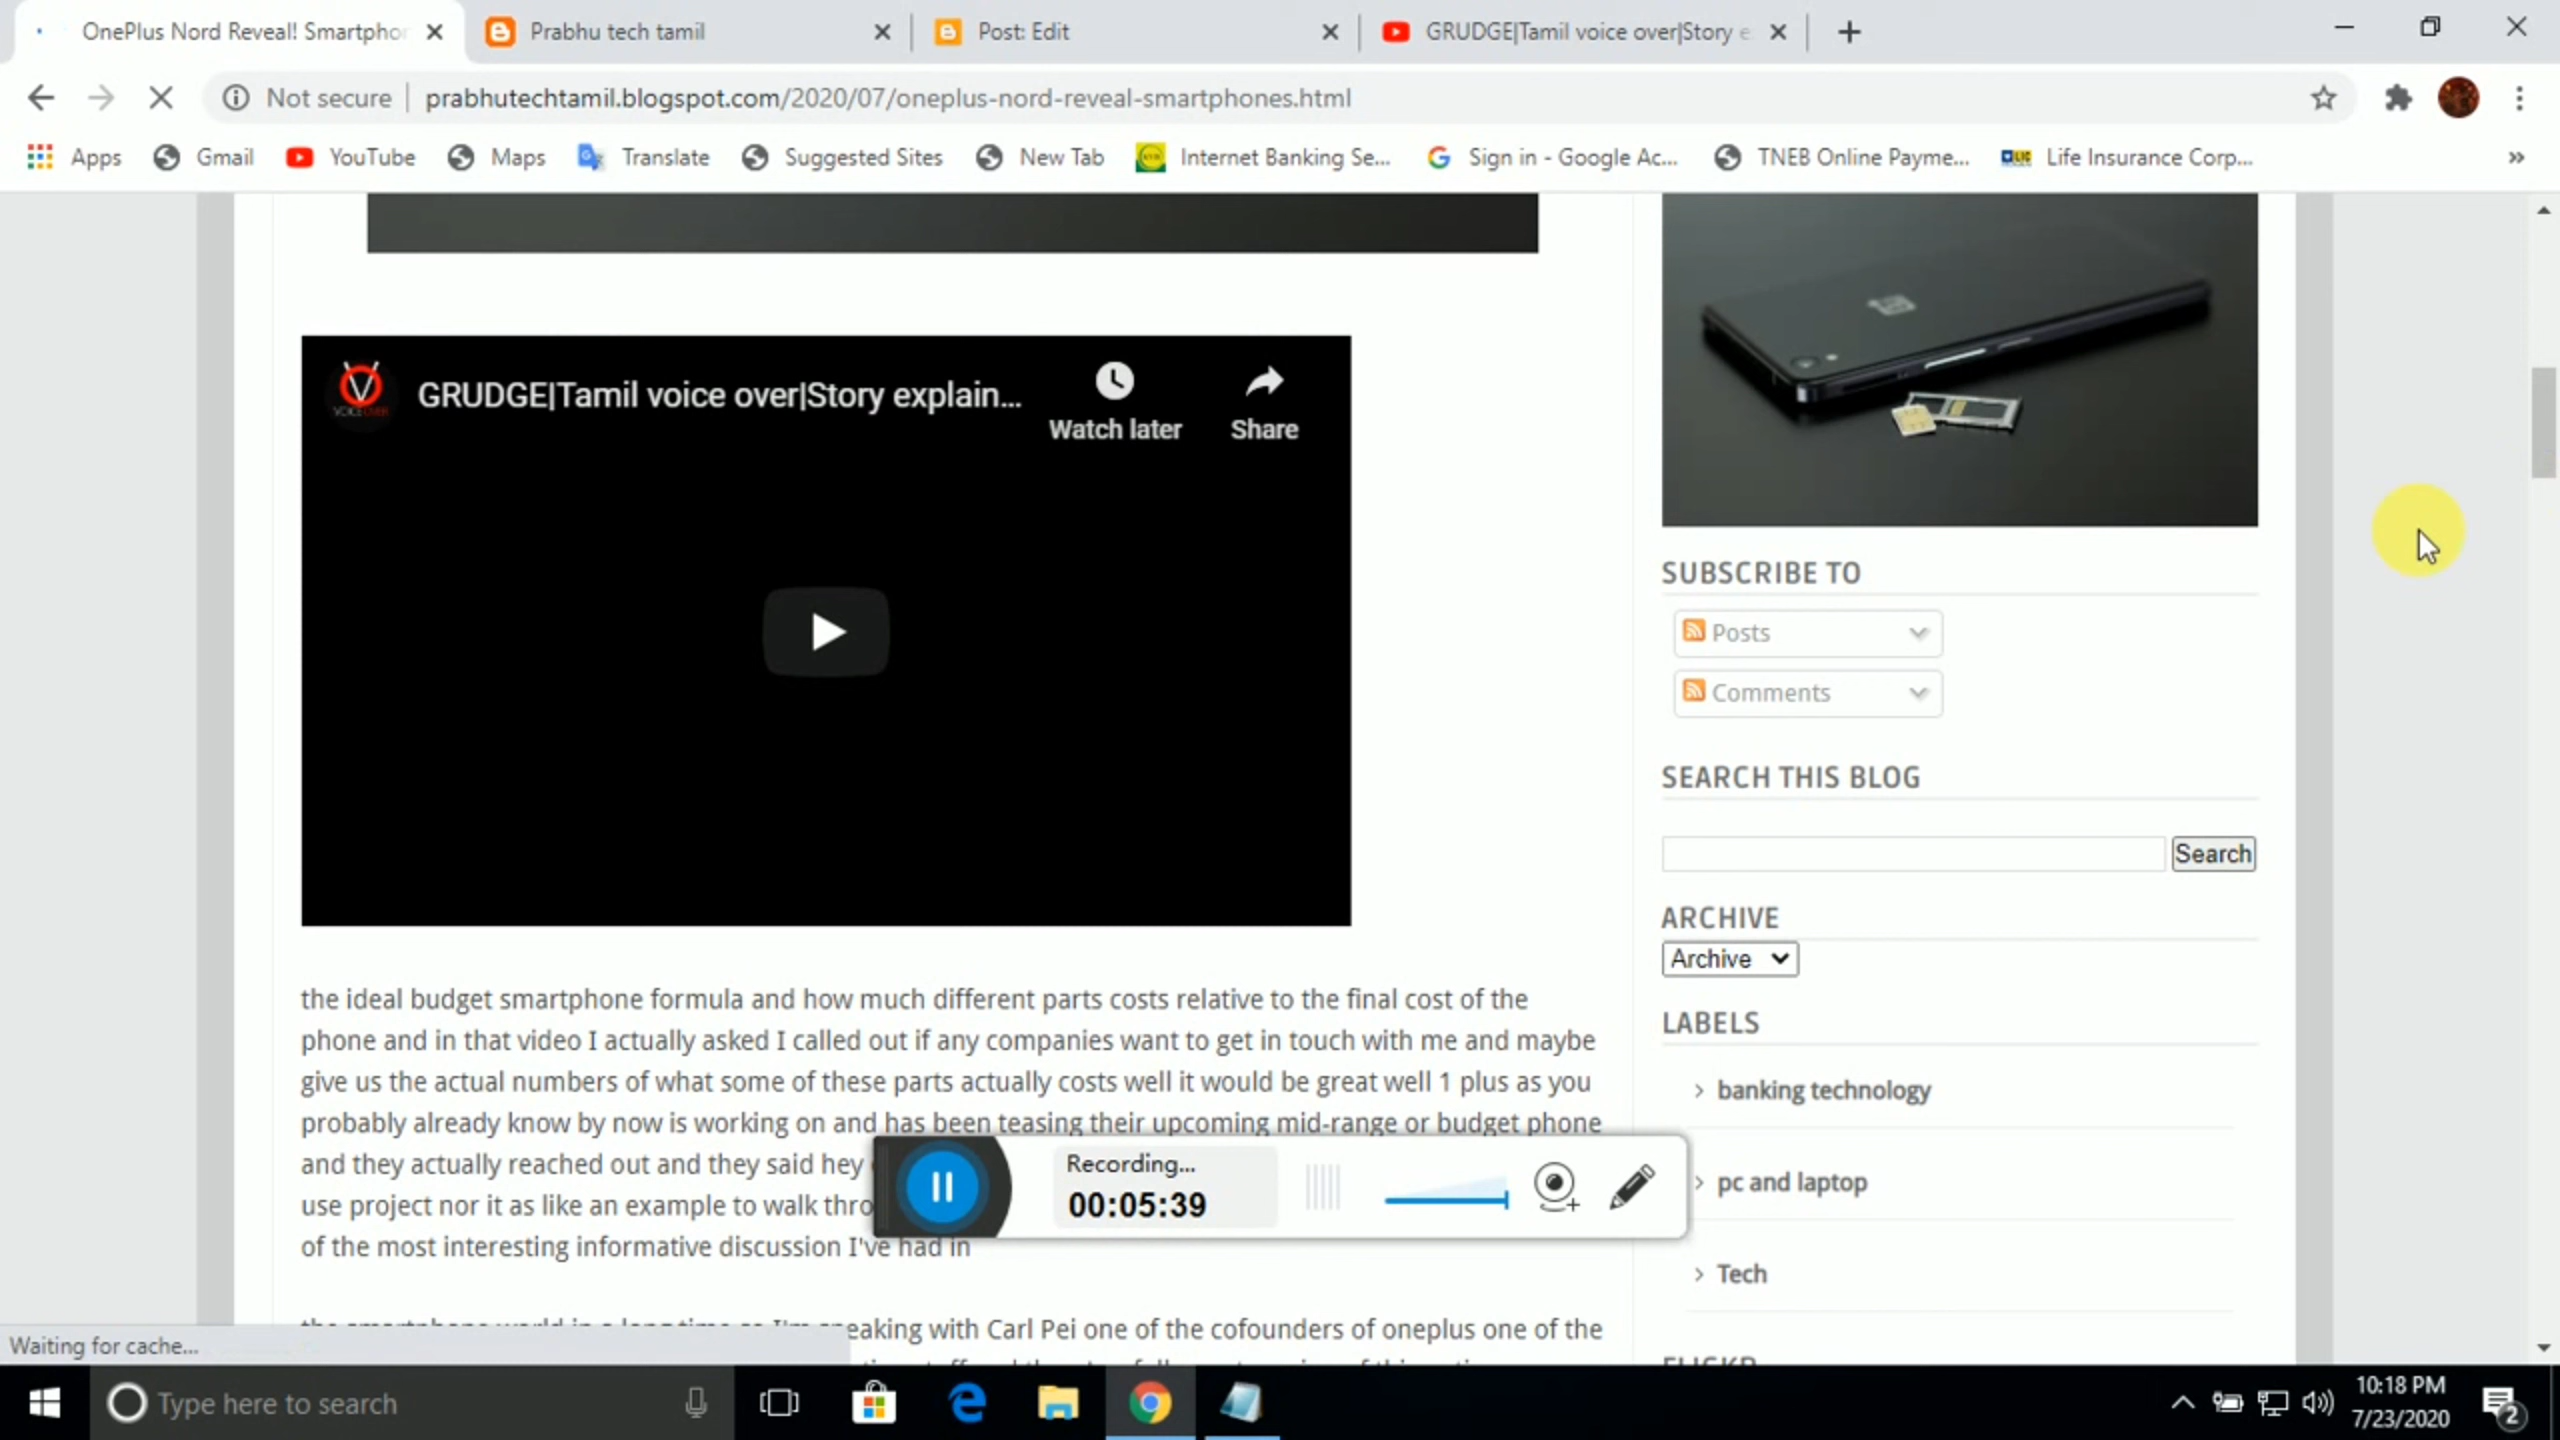 OnePlus Nord Reveal! Smartphon
Prabhu tech tamil
Post: Edit
GRUDGE|Tamil voice over|Story e
Not secure
prabhutechtamil.blogspot.com/2020/07/oneplus-nord-reveal-smartphones.html
Apps
Gmail
YouTube
Maps
Translate
Suggested Sites
New Tab
Internet Banking Se...
Sign in - Google Ac...
TNEB Online Payme...
Life Insurance Corp...
GRUDGE|Tamil voice over|Story explain...
Watch later
Share
the ideal budget smartphone formula and how much different parts costs relative to the final cost of the
phone and in that video I actually asked I called out if any companies want to get in touch with me and maybe
give us the actual numbers of what some of these parts actually costs well it would be great well 1 plus as you
probably already know by now is working on and has been teasing their upcoming mid-range or budget phone
and they actually reached out and they said hey
use project nor it as like an example to walk thro
of the most interesting informative discussion I've had in
the smartphone world in a long time so I'm speaking with Carl Pei one of the cofounders of oneplus one of the
SUBSCRIBE TO
Posts
Comments
SEARCH THIS BLOG
Search
ARCHIVE
Archive
LABELS
banking technology
pc and laptop
Tech
FLICKR
Recording...
00:05:39
Waiting for cache...
Type here to search
10:18 PM
7/23/2020
2